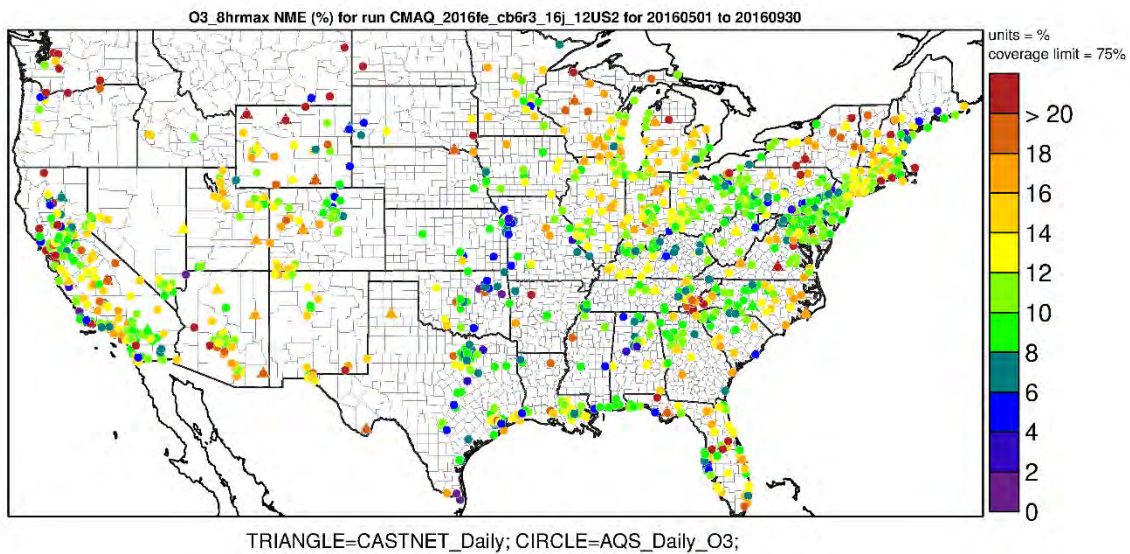 O3_8hrmax NME (%) for run CMAQ_2016fe_cb6r3_16j_12US2 for 20160501 to 20160930
units = %
coverage limit = 75%
> 20
18
16
14
12
10
8
6
4
2
0
TRIANGLE=CASTNET_Daily; CIRCLE=AQS_Daily_O3;